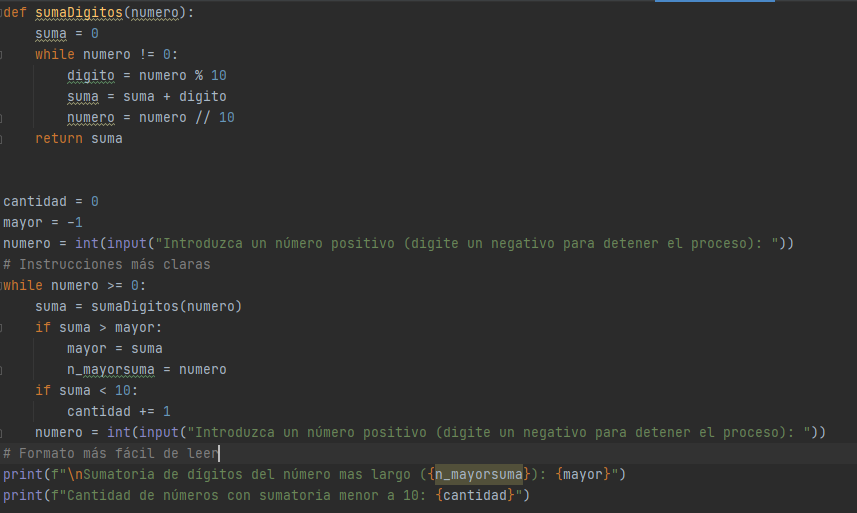 def sumaDigitos(numero):
    suma = 0
    while numero != 0:
        digito = numero % 10
        suma = suma + digito
        numero = numero // 10
    return suma
cantidad = 0
mayor = -1
numero = int(input("Introduzca un número positivo (digite un negativo para detener el proceso): "))
# Instrucciones más claras
while numero >= 0:
    suma = sumaDigitos(numero)
    if suma > mayor:
        mayor = suma
        n_mayorsuma = numero
    if suma < 10:
        cantidad += 1
    numero = int(input("Introduzca un número positivo (digite un negativo para detener el proceso): "))
# Formato más fácil de leer
print(f"\nSumatoria de dígitos del número mas largo ({n_mayorsuma}): {mayor}")
print(f"Cantidad de números con sumatoria menor a 10: {cantidad}")